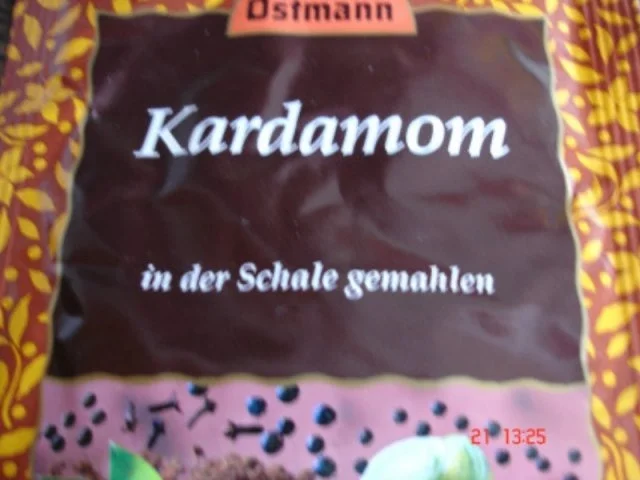 Ostmann
Kardamom
in der Schale gemahlen
21 13:25